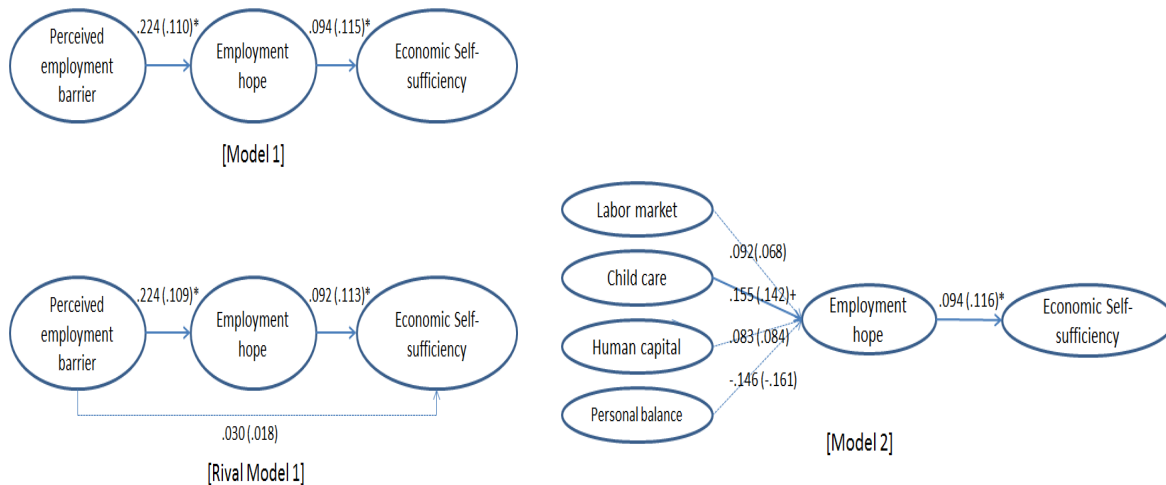 .224 (.110)*
.094 (.115)*
Perceived
employment
barrier
Employment
hope
Economic Self-
sufficiency
[Model 1]
.224 (.109)*
.092 (.113)*
Perceived
employment
barrier
Employment
hope
Economic Self-
sufficiency
.030 (.018)
[Rival Model 1]
Labor market
Child care
Human capital
Personal balance
.092(.068)
.155 (.142)+
.083 (.084)
-.146 (-.161)
Employment
hope
.094 (.116)*
Economic Self-
sufficiency
[Model 2]